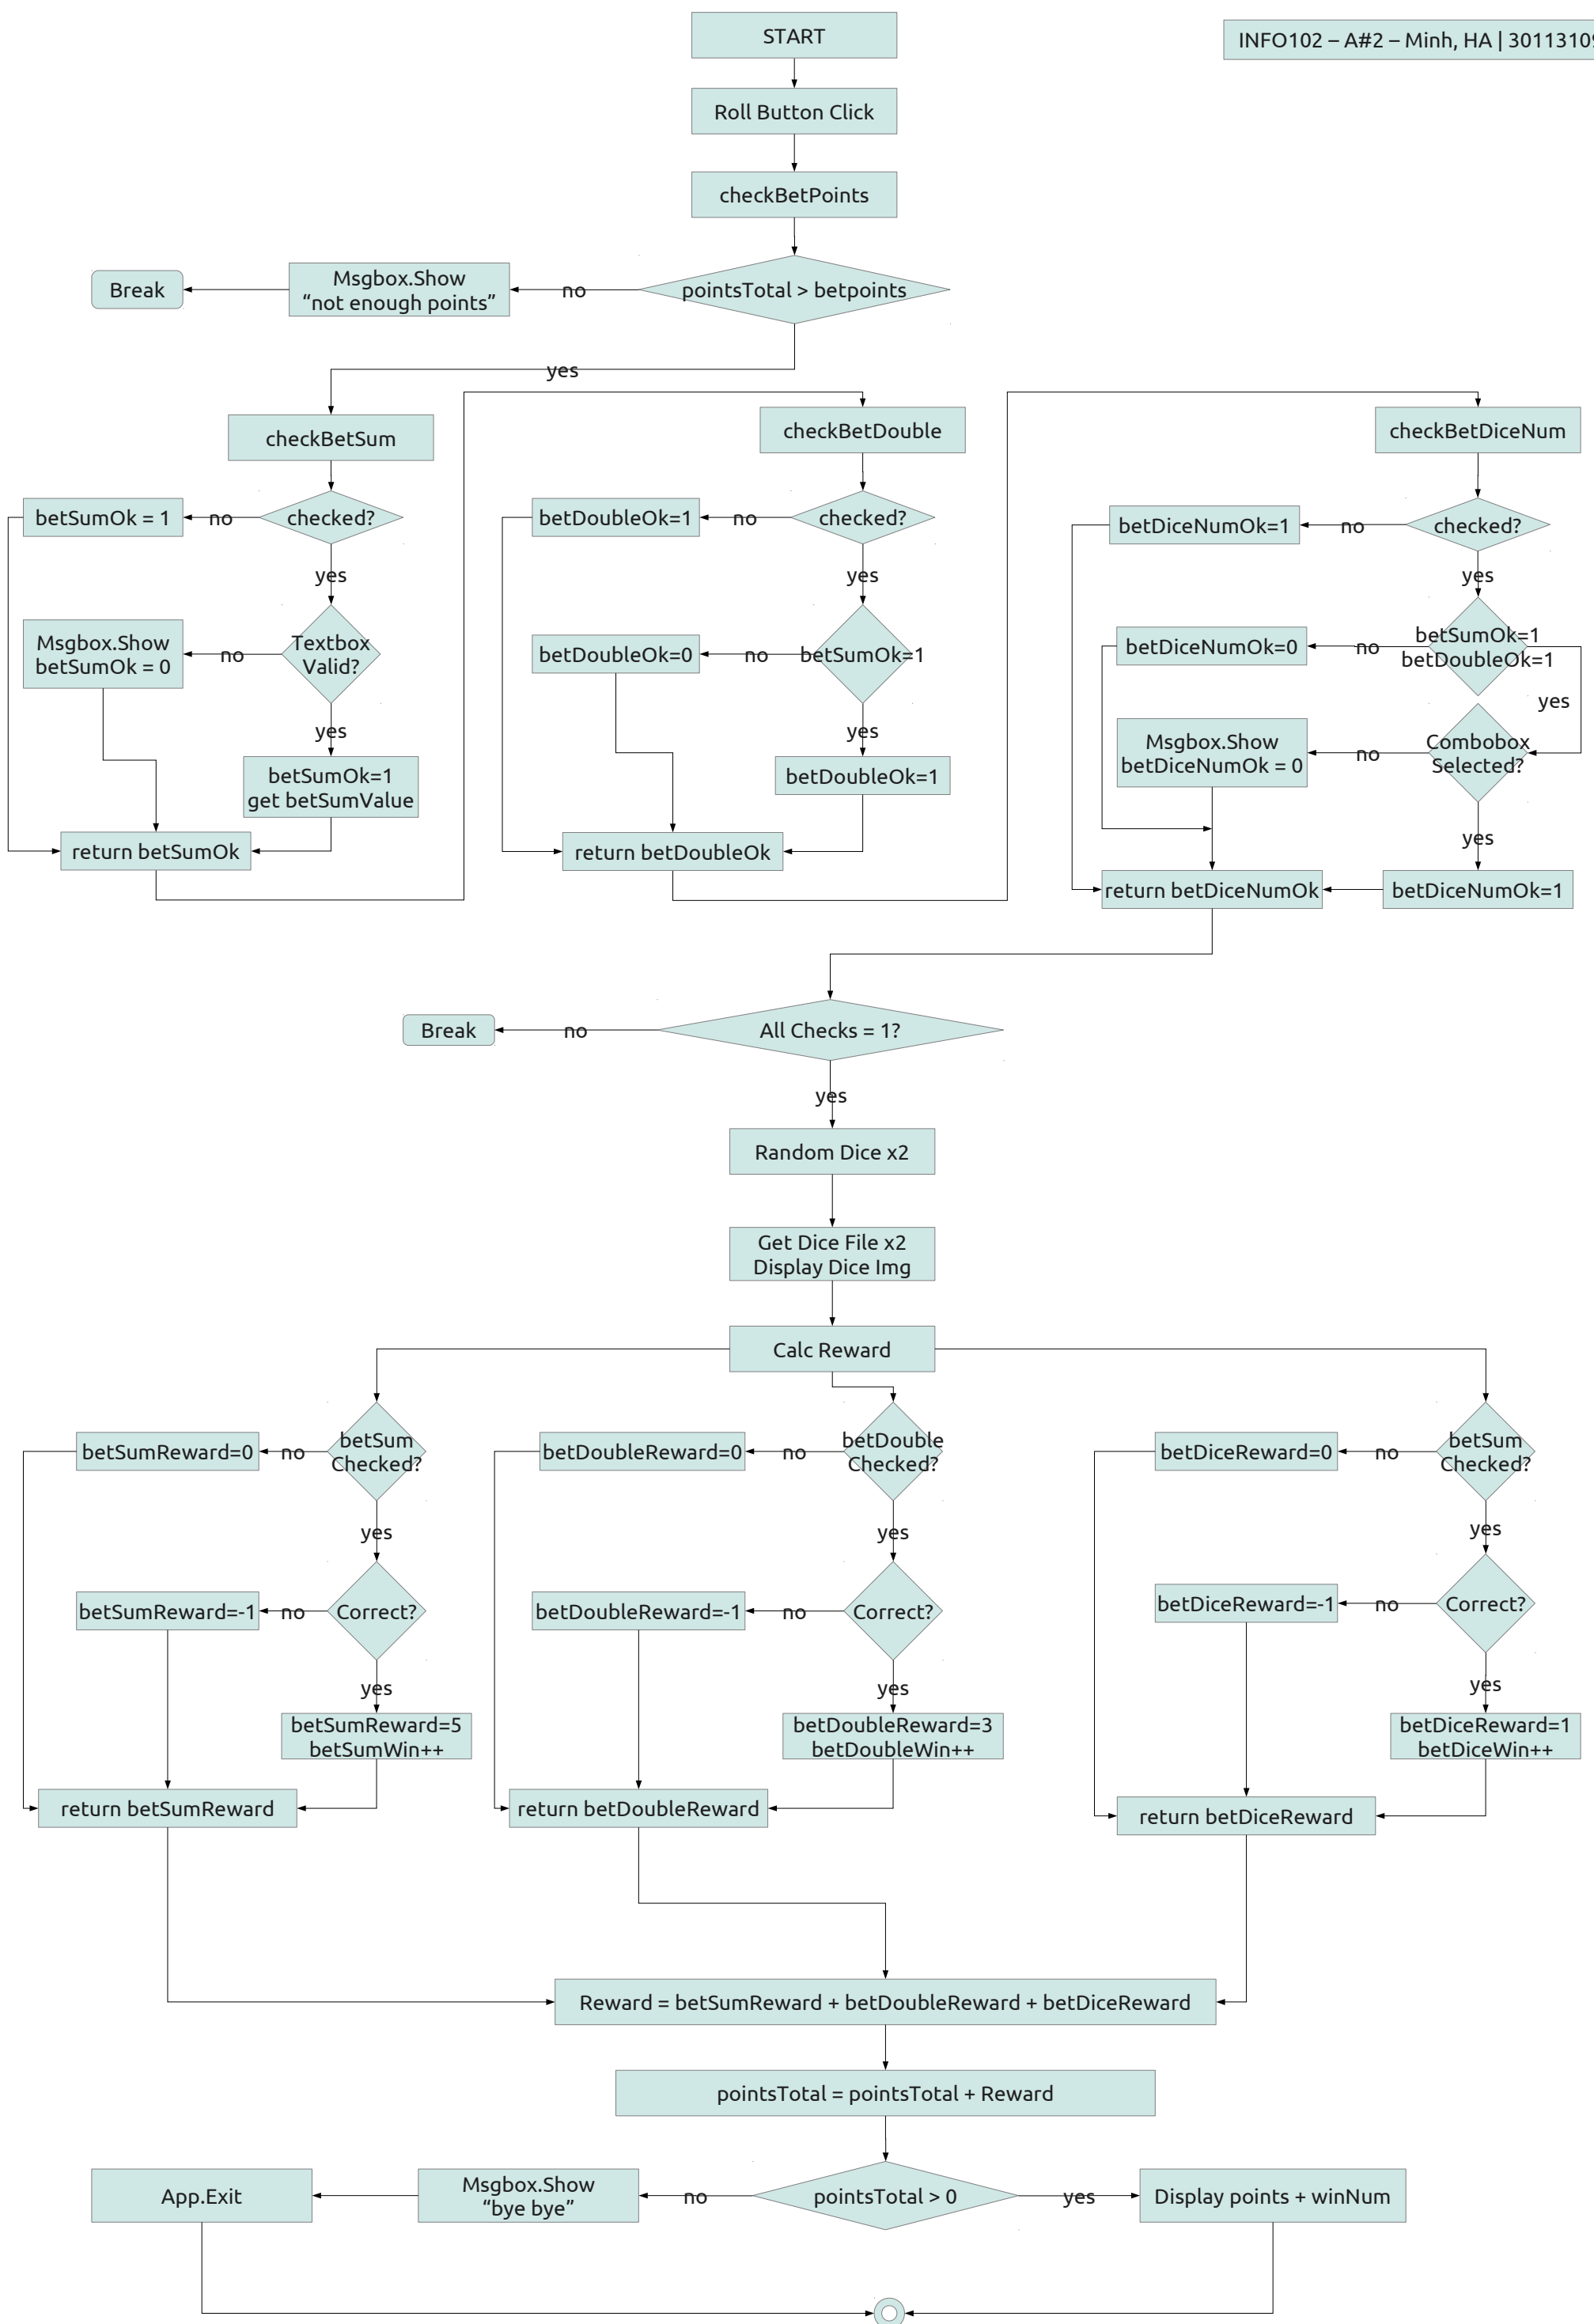 START
INFO102 – A#2 – Minh, HA | 30113109
Roll Button Click
checkBetPoints
pointsTotal > betpoints
no
Msgbox.Show
“not enough points”
Break
yes
checkBetSum
checked?
no
betSumOk = 1
yes
Textbox
Valid?
no
Msgbox.Show
betSumOk = 0
yes
betSumOk=1
get betSumValue
return betSumOk
checkBetDouble
checked?
no
betDoubleOk=1
yes
betSumOk=1
no
betDoubleOk=0
yes
betDoubleOk=1
return betDoubleOk
checkBetDiceNum
checked?
no
betDiceNumOk=1
yes
betSumOk=1
betDoubleOk=1
no
betDiceNumOk=0
yes
Combobox
Selected?
no
Msgbox.Show
betDiceNumOk = 0
yes
betDiceNumOk=1
return betDiceNumOk
All Checks = 1?
no
Break
yes
Random Dice x2
Get Dice File x2
Display Dice Img
Calc Reward
betSum
Checked?
no
betSumReward=0
yes
Correct?
no
betSumReward=-1
yes
betSumReward=5
betSumWin++
return betSumReward
betDouble
Checked?
no
betDoubleReward=0
yes
Correct?
no
betDoubleReward=-1
yes
betDoubleReward=3
betDoubleWin++
return betDoubleReward
betSum
Checked?
no
betDiceReward=0
yes
Correct?
no
betDiceReward=-1
yes
betDiceReward=1
betDiceWin++
return betDiceReward
Reward = betSumReward + betDoubleReward + betDiceReward
pointsTotal = pointsTotal + Reward
pointsTotal > 0
no
Msgbox.Show
“bye bye”
App.Exit
yes
Display points + winNum